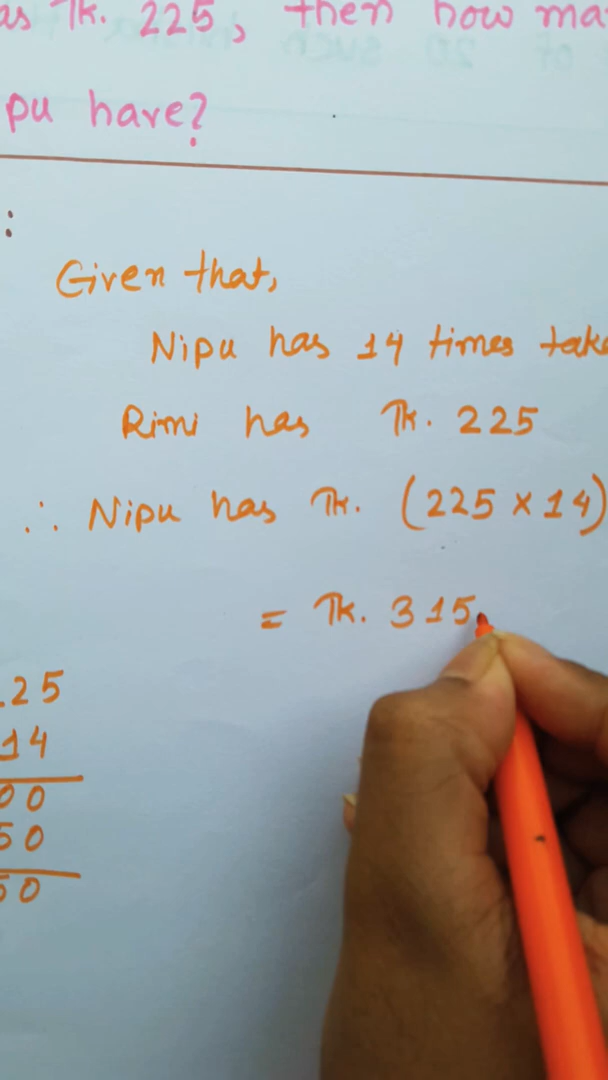 as Tk. 225, then how ma
pu have?
:
Given that,
Nipu has 14 times take
Rimi has Tk. 225
∴ Nipu has Tk. (225 × 14)
= Tk. 315
25
14
00
50
50